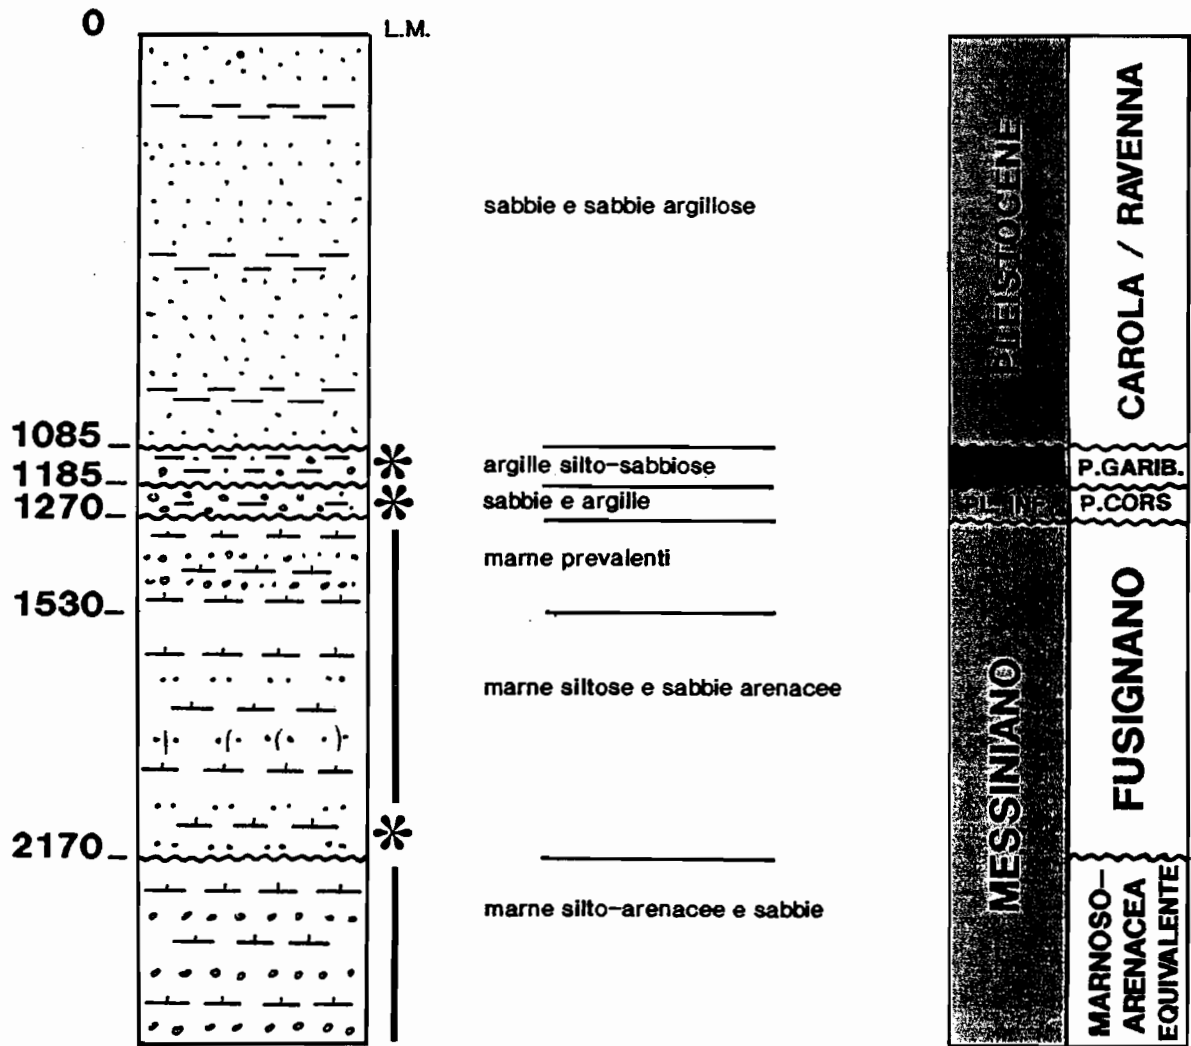 0
L.M.
sabbie e sabbie argillose
1085
argille silto-sabbiose
1185
sabbie e argille
1270
marne prevalenti
1530
marne siltose e sabbie arenacee
2170
marne silto-arenacee e sabbie
PLEISTOCENE
CAROLA / RAVENNA
P.GARIB.
P.CORS
MESSINIANO
FUSIGNANO
MARNOSO-
ARENACEA
EQUIVALENTE